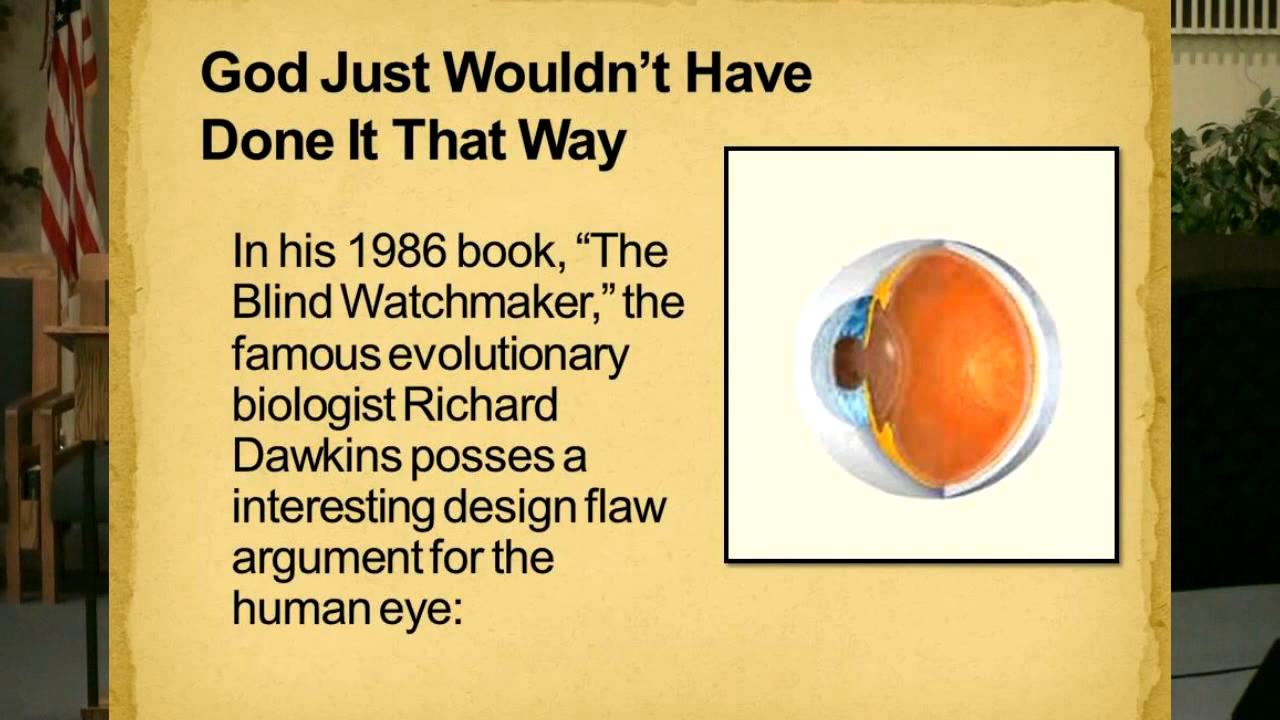 God Just Wouldn’t Have
Done It That Way
In his 1986 book, “The
Blind Watchmaker,” the
famous evolutionary
biologist Richard
Dawkins posses a
interesting design flaw
argument for the
human eye: